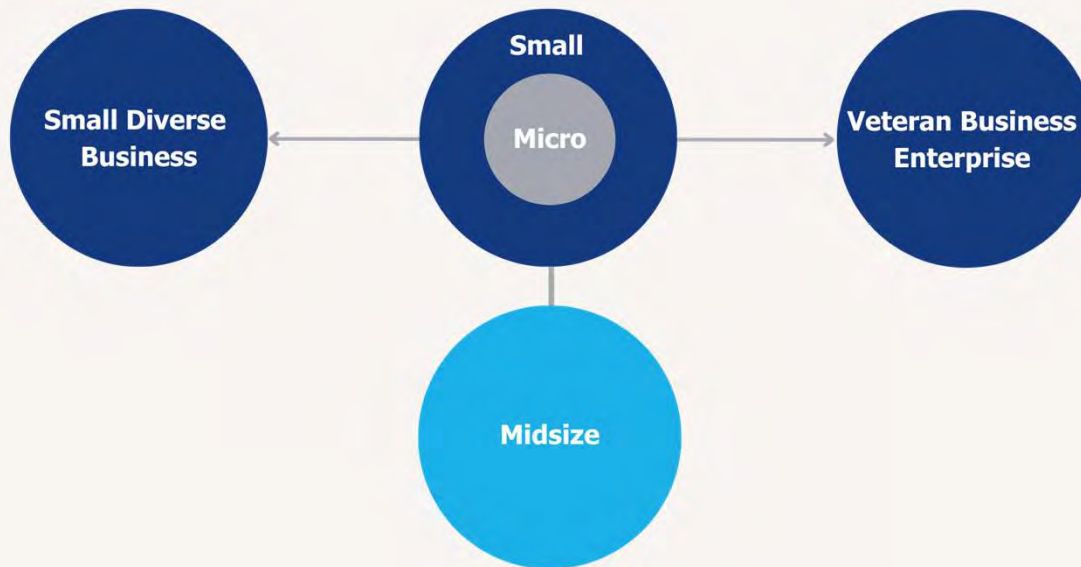 Small
Small Diverse
Business
Micro
Veteran Business
Enterprise
Midsize